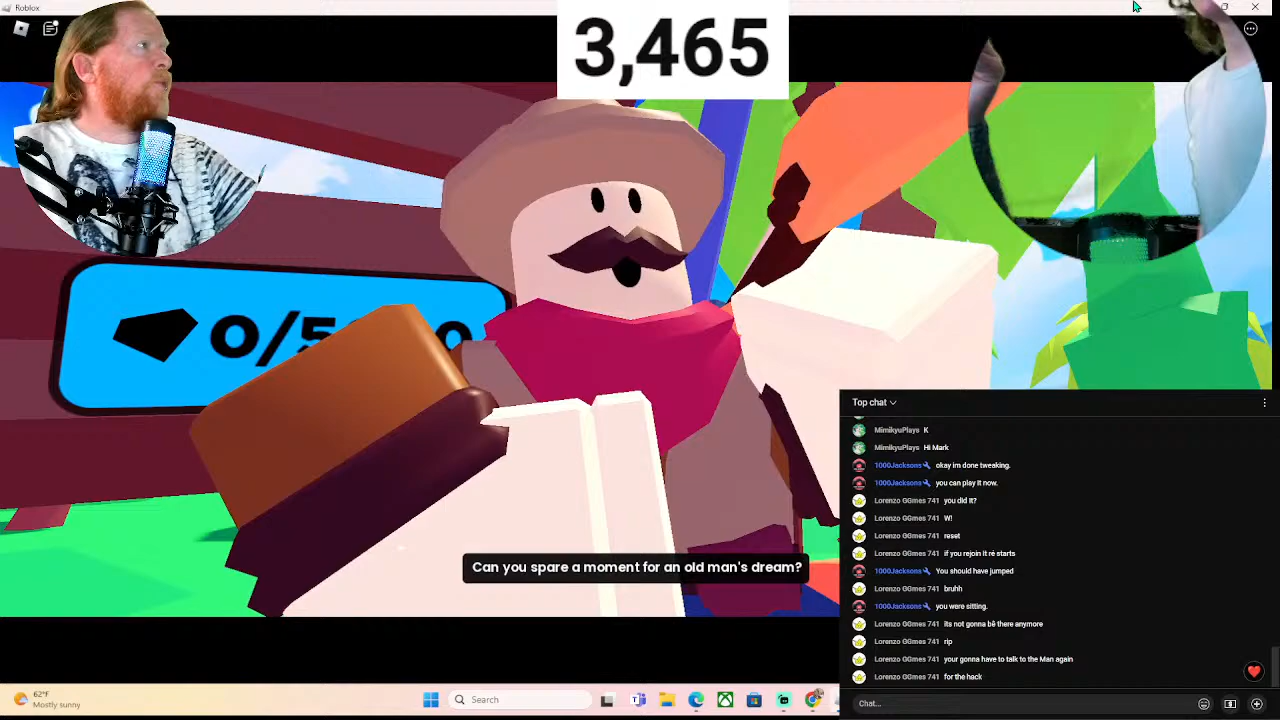 Roblox
3,465
0/5
Can you spare a moment for an old man's dream?
Top chat
MimikyuPlays K
MimikyuPlays Hi Mark
1000Jacksons okay im done tweaking.
1000Jacksons you can play it now.
Lorenzo GGmes 741 you did it?
Lorenzo GGmes 741 W!
Lorenzo GGmes 741 reset
Lorenzo GGmes 741 if you rejoin it rè starts
1000Jacksons You should have jumped
Lorenzo GGmes 741 bruhh
1000Jacksons you were sitting.
Lorenzo GGmes 741 its not gonna bê there anymore
Lorenzo GGmes 741 rip
Lorenzo GGmes 741 your gonna have to talk to the Man again
Lorenzo GGmes 741 for the hack
Chat...
62°F
Mostly sunny
Search